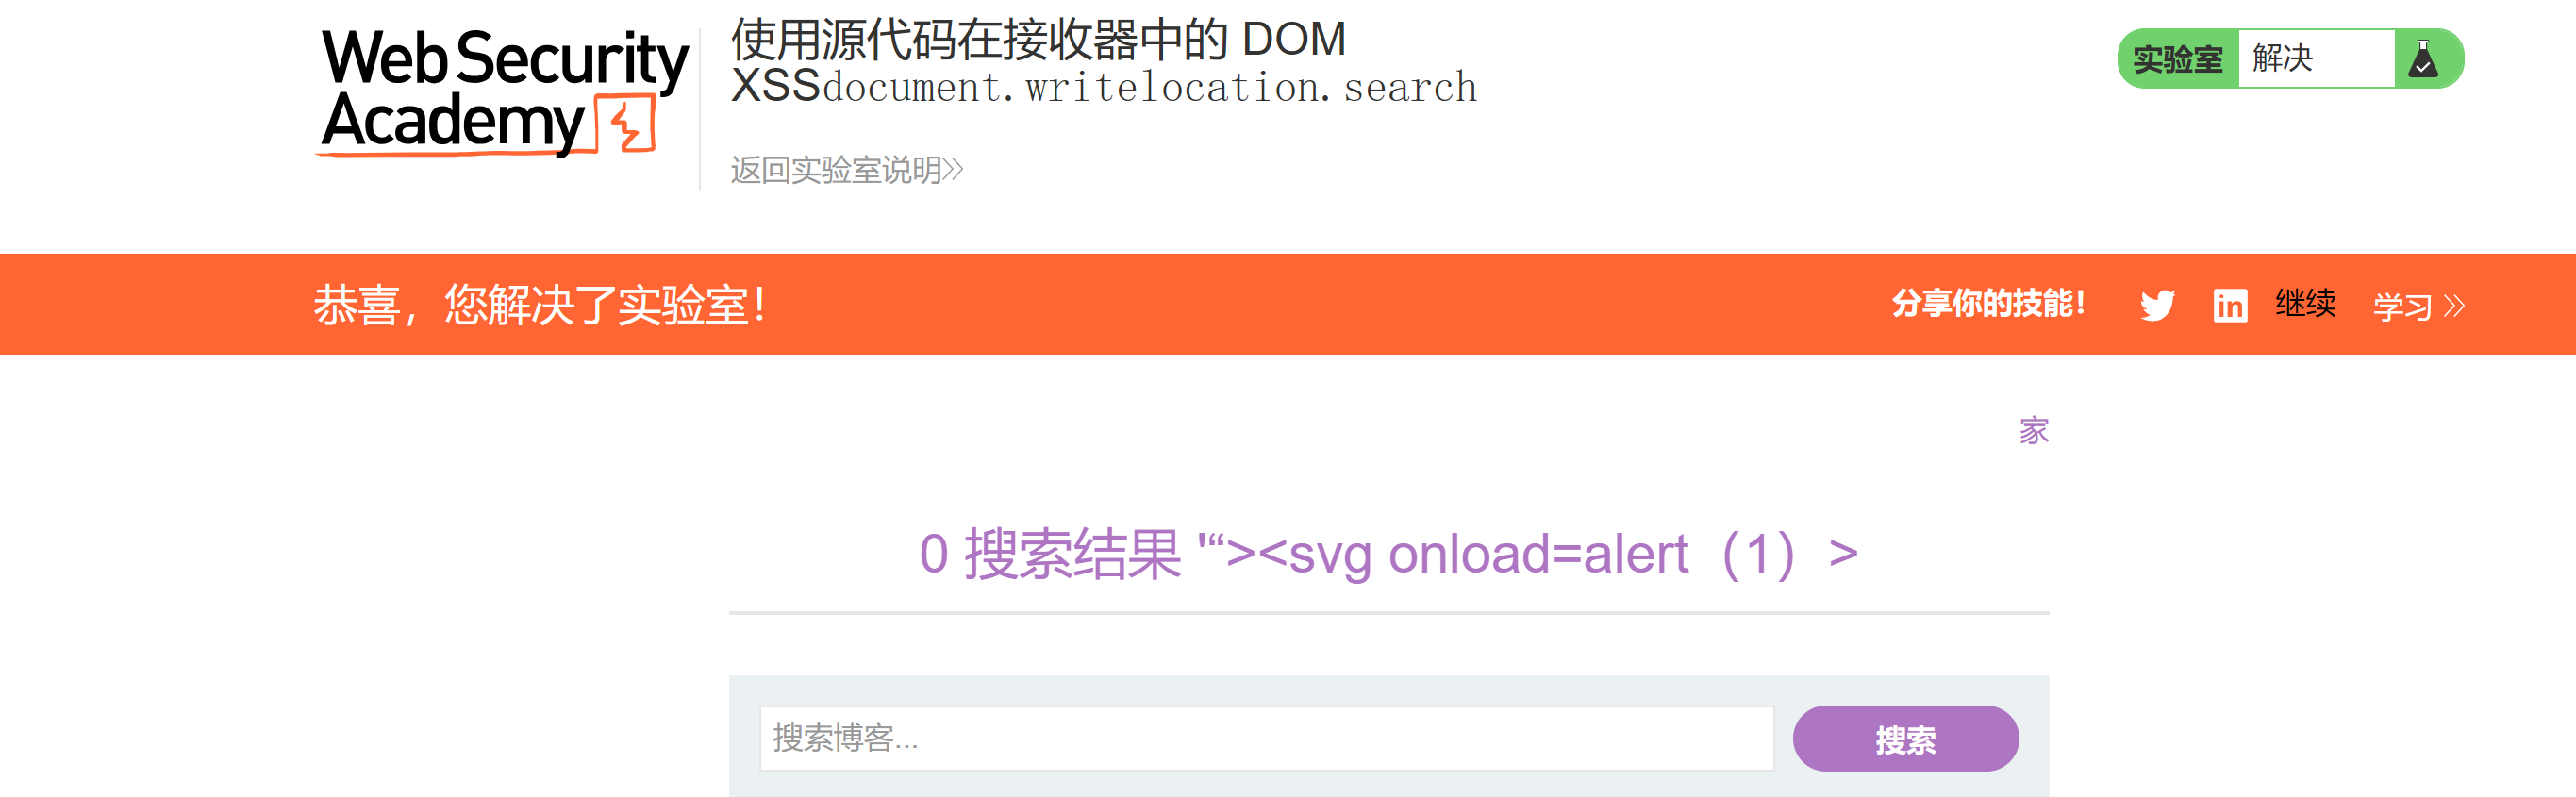 Web Security
Academy
使用源代码在接收器中的 DOM
XSSdocument.writelocation.search
返回实验室说明
实验室 解决
恭喜，您解决了实验室！
分享你的技能！ 继续 学习
家
0 搜索结果 '“><svg onload=alert（1）>
搜索博客...
搜索